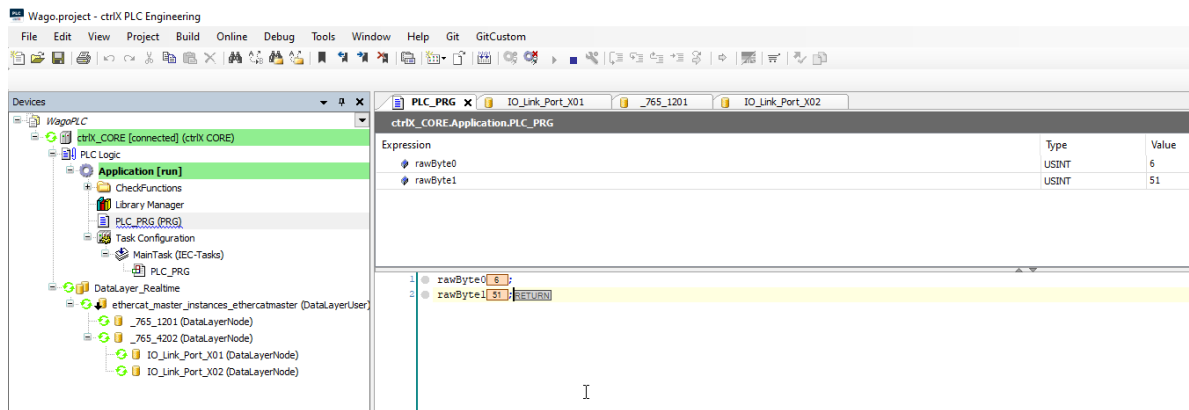 Wago.project - ctrlX PLC Engineering
File Edit View Project Build Online Debug Tools Window Help Git GitCustom
Devices
WagoPLC
ctrlX_CORE [connected] (ctrlX CORE)
PLC Logic
Application [run]
CheckFunctions
Library Manager
PLC_PRG (PRG)
Task Configuration
MainTask (IEC-Tasks)
PLC_PRG
DataLayer_Realtime
ethercat_master_instances_ethercatmaster (DataLayerUser)
_765_1201 (DataLayerNode)
_765_4202 (DataLayerNode)
IO_Link_Port_X01 (DataLayerNode)
IO_Link_Port_X02 (DataLayerNode)
PLC_PRG IO_Link_Port_X01 _765_1201 IO_Link_Port_X02
ctrlX_CORE.Application.PLC_PRG
Expression Type Value
rawByte0 USINT 6
rawByte1 USINT 51
1 rawByte0 6 ;
2 rawByte1 51 ;RETURN